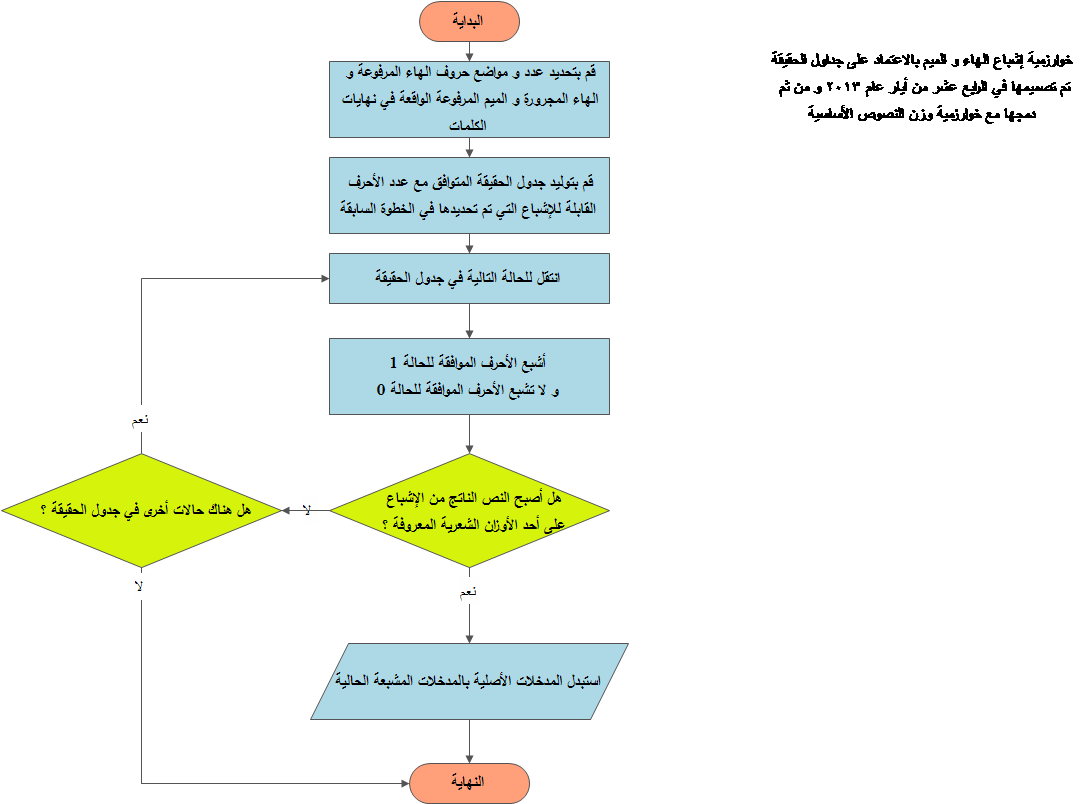 البداية
خوارزمية إشباع الهاء و الميم بالاعتماد على جداول الحقيقة
تم تصميمها في الرابع عشر من أيار عام ٢٠١٣ و من ثم
دمجها مع خوارزمية وزن النصوص الأساسية
قم بتحديد عدد و مواضع حروف الهاء المرفوعة و
الهاء المجرورة و الميم المرفوعة الواقعة في نهايات
الكلمات
قم بتوليد جدول الحقيقة المتوافق مع عدد الأحرف
القابلة للإشباع التي تم تحديدها في الخطوة السابقة
انتقل للحالة التالية في جدول الحقيقة
أشبع الأحرف الموافقة للحالة 1
و لا تشبع الأحرف الموافقة للحالة 0
هل أصبح النص الناتج من الإشباع
على أحد الأوزان الشعرية المعروفة ؟
لا
هل هناك حالات أخرى في جدول الحقيقة ؟
نعم
لا
نعم
استبدل المدخلات الأصلية بالمدخلات المشبعة الحالية
النهاية